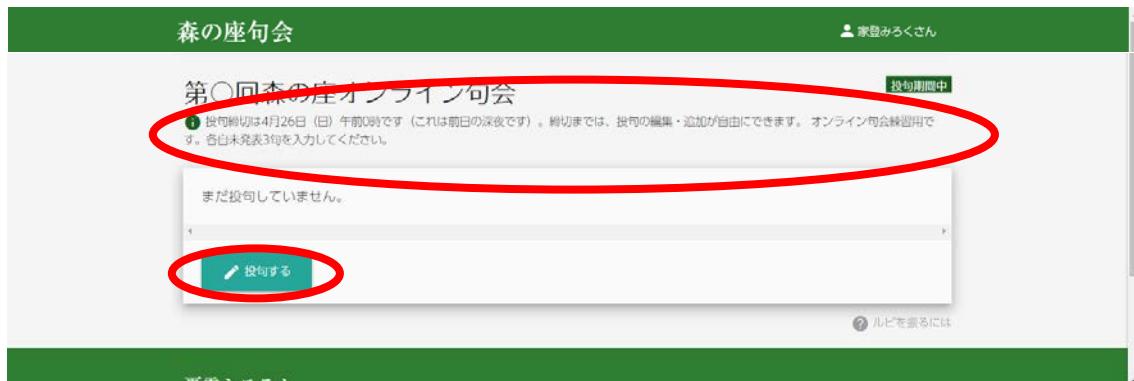 森の座句会
家登みろくさん
第○回森の座オンライン句会
投句期間中
投句締切は4月26日（日）午前0時です（これは前日の深夜です）。締切までは、投句の編集・追加が自由にできます。 オンライン句会練習用で
す。各自未発表3句を入力してください。
まだ投句していません。
投句する
ルビを振るには